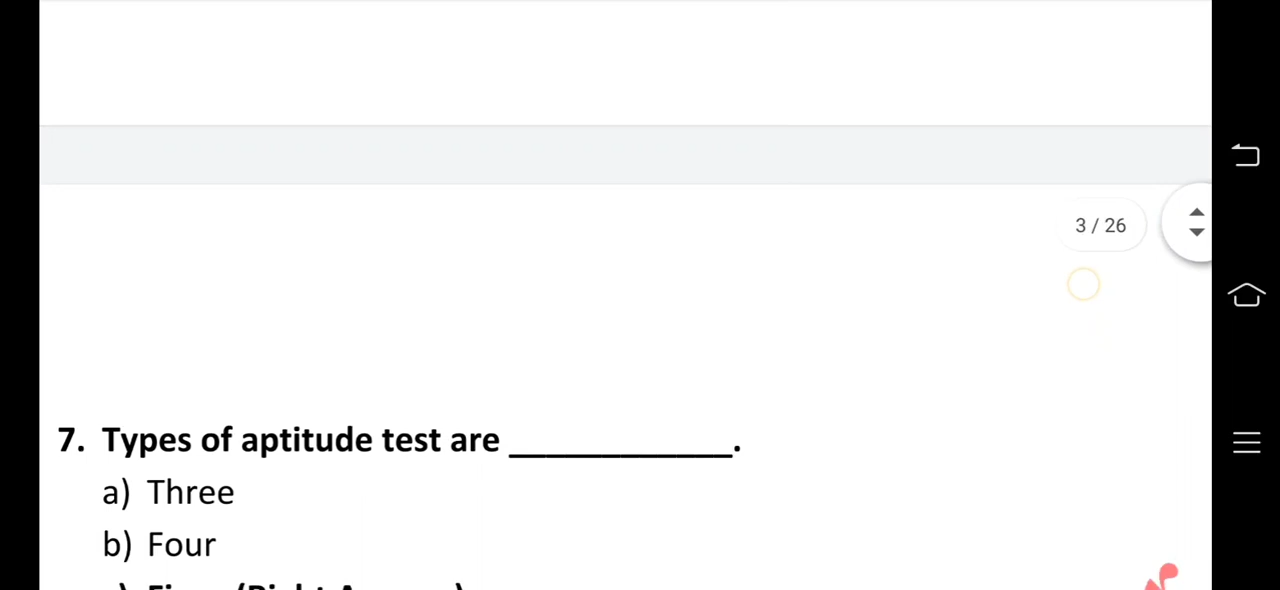 3 / 26
7. Types of aptitude test are ____________.
a) Three
b) Four